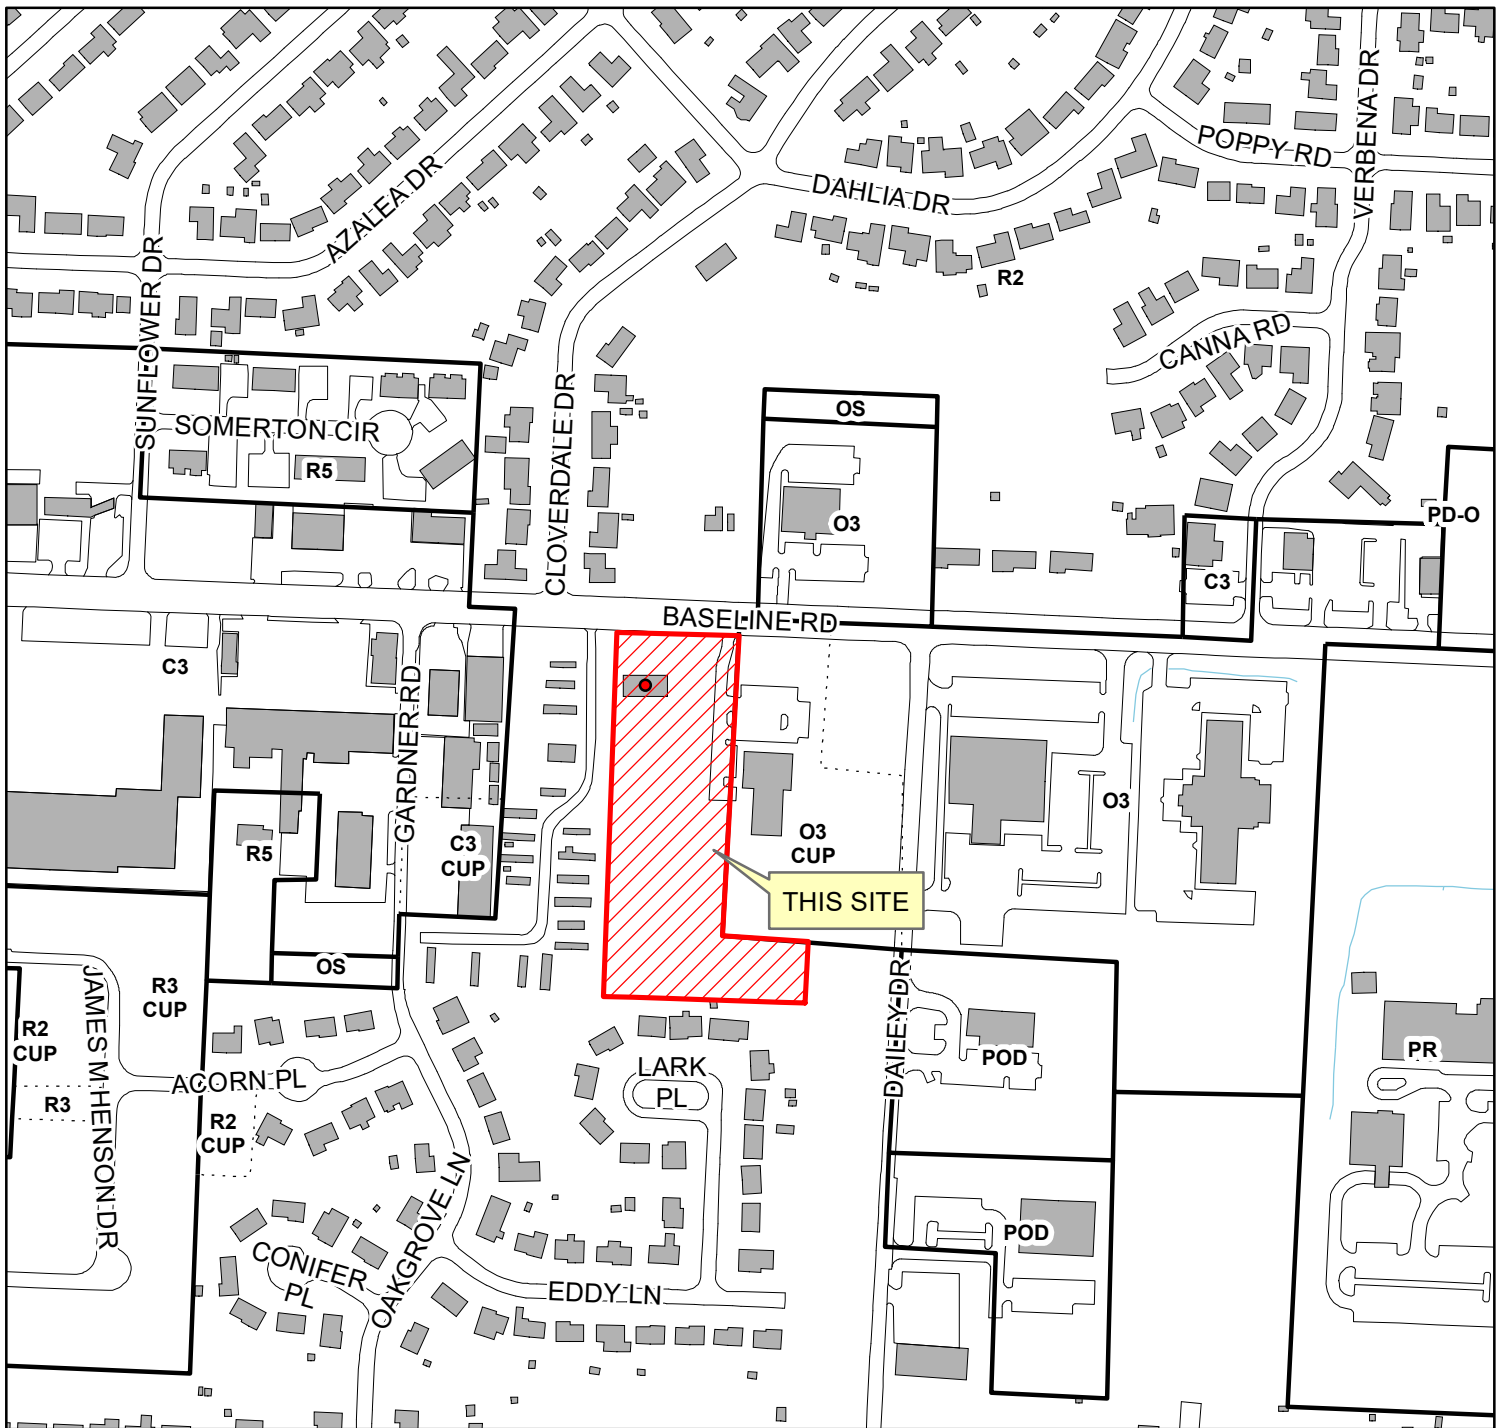 POPPY RD
VERBENA DR
AZALEA DR
DAHLIA DR
SUNFLOWER DR
R2
CANNA RD
CLOVERDALE DR
OS
SOMERTON CIR
R5
O3
PD-O
C3
BASELINE RD
C3
GARDNER RD
O3
C3
CUP
R5
O3
CUP
THIS SITE
OS
JAMES M HENSON DR
R3
CUP
R2
CUP
DAILEY DR
POD
PR
LARK
PL
ACORN PL
R3
R2
CUP
OAKGROVE LN
POD
CONIFER
PL
EDDY LN